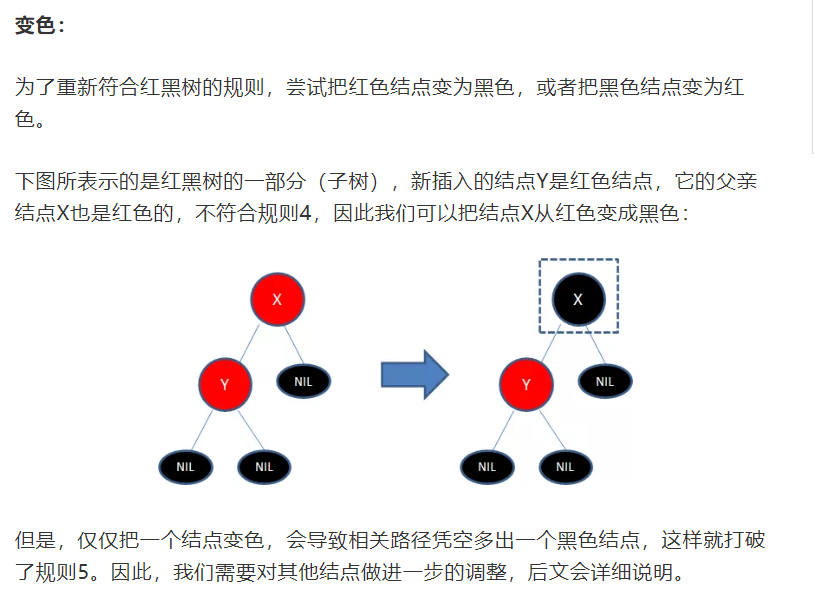 变色：
为了重新符合红黑树的规则，尝试把红色结点变为黑色，或者把黑色结点变为红
色。
下图所表示的是红黑树的一部分（子树），新插入的结点Y是红色结点，它的父亲
结点X也是红色的，不符合规则4，因此我们可以把结点X从红色变成黑色：
X
X
Y
NIL
Y
NIL
NIL
NIL
NIL
NIL
但是，仅仅把一个结点变色，会导致相关路径凭空多出一个黑色结点，这样就打破
了规则5。因此，我们需要对其他结点做进一步的调整，后文会详细说明。